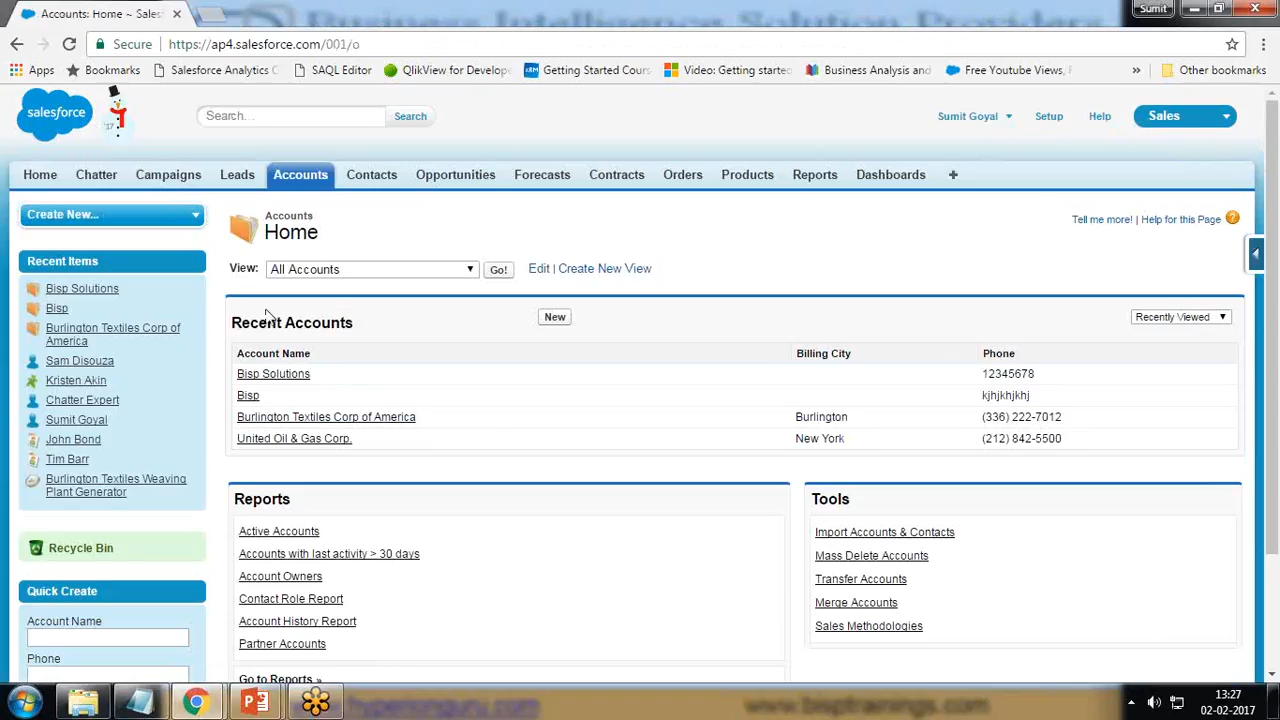 Business Intelligence Solution Providers
Accounts: Home ~ Sales
Sumit
Secure
https://ap4.salesforce.com/001/o
Apps
Bookmarks
Salesforce Analytics C
SAQL Editor
QlikView for Develope
Getting Started Cours
Video: Getting starte
Business Analysis and
Free Youtube Views, F
»
Other bookmarks
salesforce
'17
Search...
Search
Sumit Goyal
Setup
Help
Sales
Home
Chatter
Campaigns
Leads
Accounts
Contacts
Opportunities
Forecasts
Contracts
Orders
Products
Reports
Dashboards
+
Create New...
Accounts
Home
Tell me more! | Help for this Page
View:
All Accounts
Go!
Edit | Create New View
Recent Items
Bisp Solutions
Bisp
Burlington Textiles Corp of
America
Sam Disouza
Kristen Akin
Chatter Expert
Sumit Goyal
John Bond
Tim Barr
Burlington Textiles Weaving
Plant Generator
Recycle Bin
Quick Create
Account Name
Phone
Recent Accounts
New
Recently Viewed
Account Name
Billing City
Phone
Bisp Solutions
12345678
Bisp
kjhjkhjkhj
Burlington Textiles Corp of America
Burlington
(336) 222-7012
United Oil & Gas Corp.
New York
(212) 842-5500
Reports
Active Accounts
Accounts with last activity > 30 days
Account Owners
Contact Role Report
Account History Report
Partner Accounts
Go to Reports »
Tools
Import Accounts & Contacts
Mass Delete Accounts
Transfer Accounts
Merge Accounts
Sales Methodologies
www.bisptrainings.com
13:27
02-02-2017